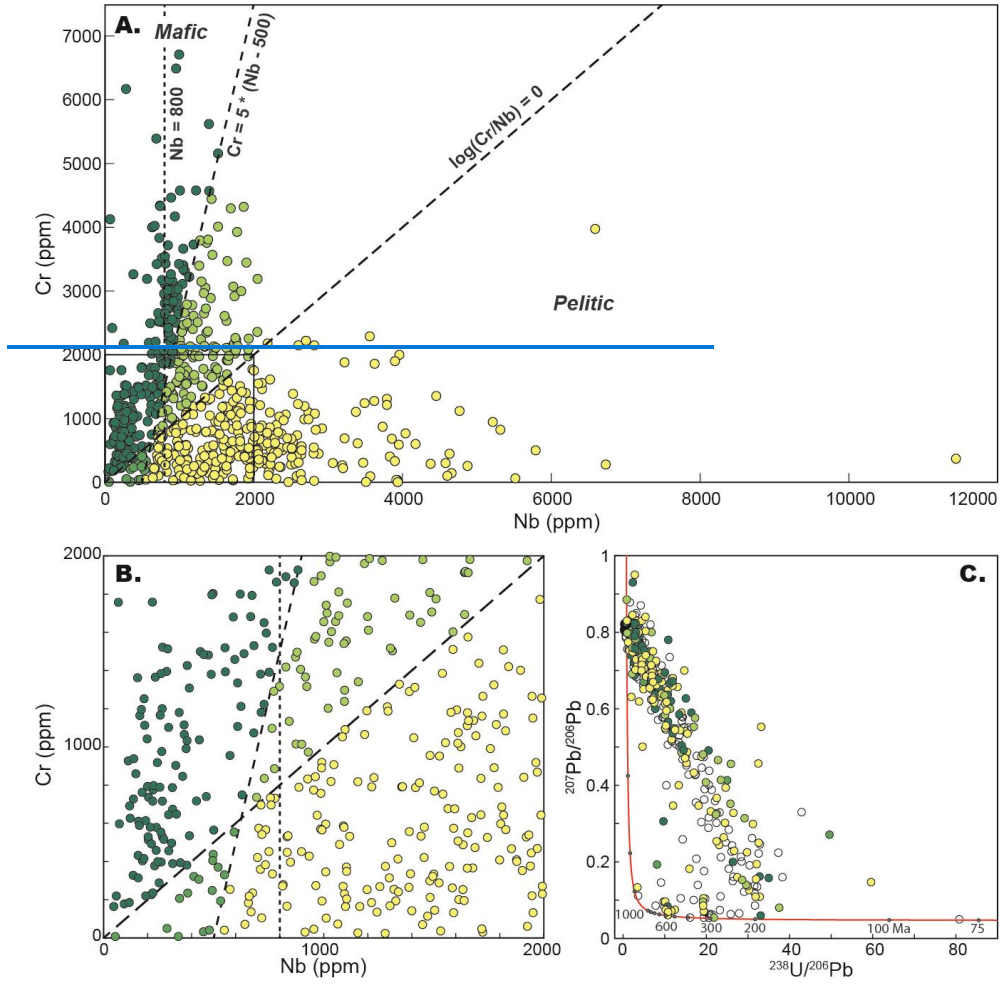 A.
Mafic
Nb = 800
Cr = 5 * (Nb - 500)
log(Cr/Nb) = 0
Pelitic
7000
6000
5000
4000
3000
2000
1000
0
Cr (ppm)
0
2000
4000
6000
8000
10000
12000
Nb (ppm)
B.
2000
1000
0
Cr (ppm)
0
1000
2000
Nb (ppm)
C.
1
0.8
0.6
0.4
0.2
0
207Pb/206Pb
1000
600
300
200
100 Ma
75
0
20
40
60
80
238U/206Pb